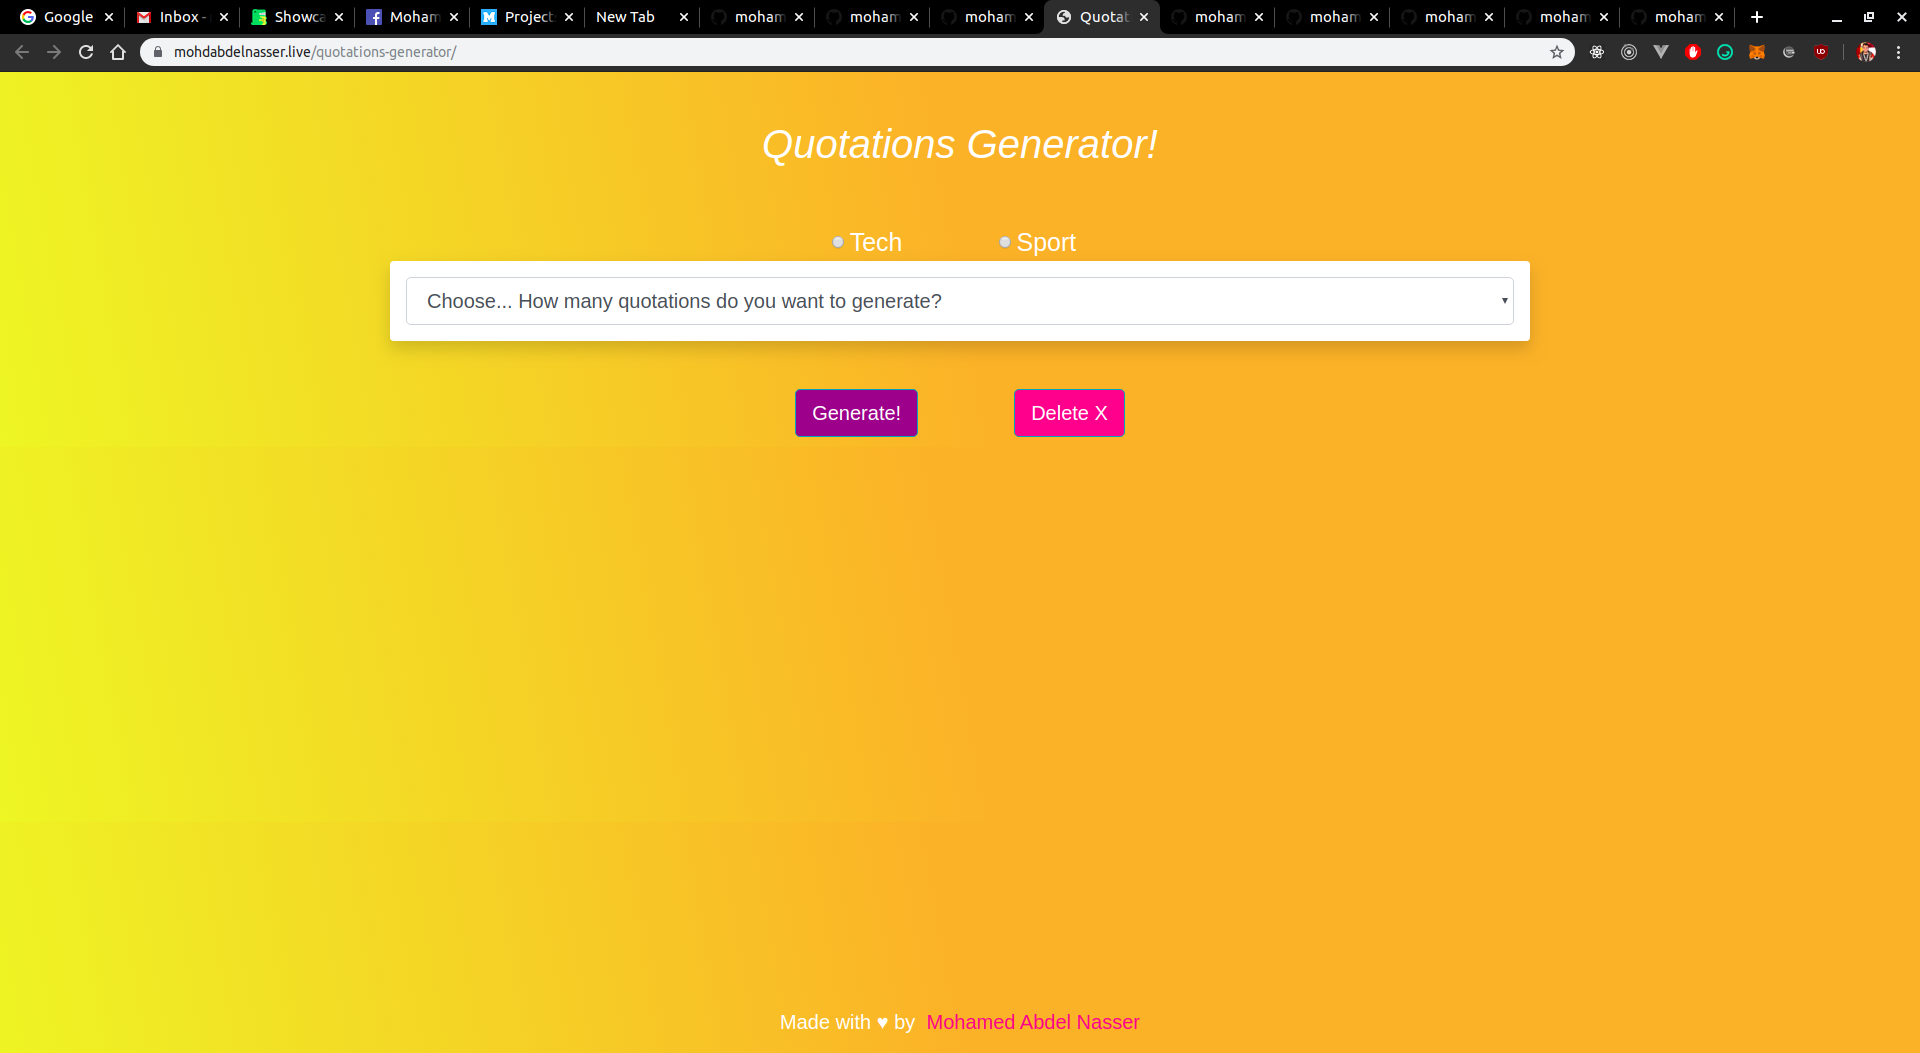 Google Inbox - Showca Moham Project New Tab moham moham moham Quotat moham moham moham moham moham
mohdabdelnasser.live/quotations-generator/
Quotations Generator!
Tech Sport
Choose... How many quotations do you want to generate?
Generate! Delete X
Made with ♥ by Mohamed Abdel Nasser